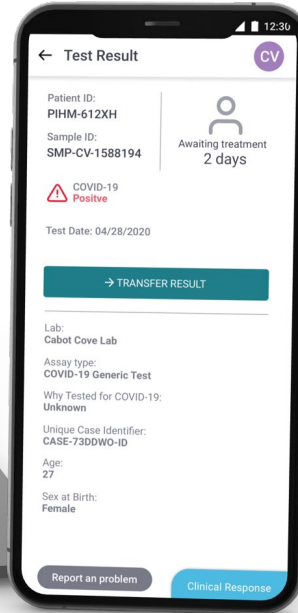 12:30
← Test Result
CV
Patient ID:
PIHM-612XH
Sample ID:
SMP-CV-1588194
Awaiting treatment
2 days
COVID-19
Positve
Test Date: 04/28/2020
→ TRANSFER RESULT
Lab:
Cabot Cove Lab
Assay type:
COVID-19 Generic Test
Why Tested for COVID-19:
Unknown
Unique Case Identifier:
CASE-73DDWO-ID
Age:
27
Sex at Birth:
Female
Report an problem
Clinical Response